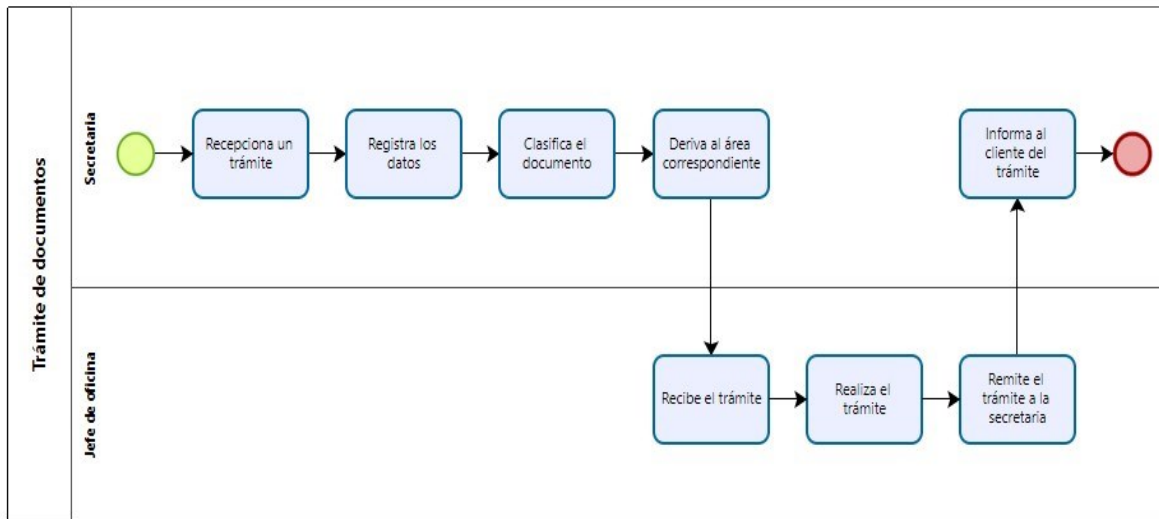 Trámite de documentos
Secretaria
Recepciona un
trámite
Registra los
datos
Clasifica el
documento
Deriva al área
correspondiente
Informa al
cliente del
trámite
Jefe de oficina
Recibe el trámite
Realiza el
trámite
Remite el
trámite a la
secretaría